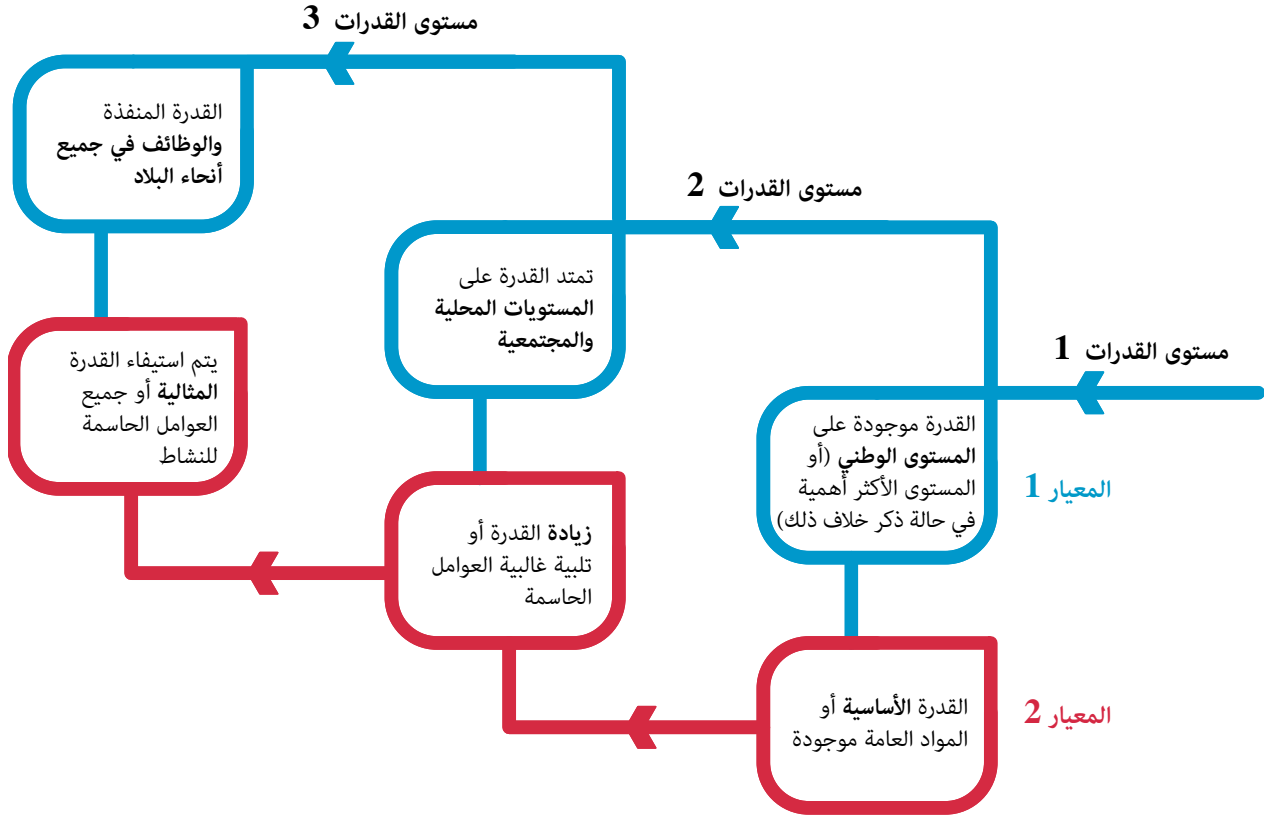 مستوى القدرات 3
القدرة المنفذة
والوظائف في جميع
أنحاء البلاد
مستوى القدرات 2
تمتد القدرة على
المستويات المحلية
والمجتمعية
يتم استيفاء القدرة
المثالية أو جميع
العوامل الحاسمة
للنشاط
مستوى القدرات 1
القدرة موجودة على
المستوى الوطني (أو
المستوى الأكثر أهمية
في حالة ذكر خلاف ذلك)
المعيار 1
زيادة القدرة أو
تلبية غالبية العوامل
الحاسمة
القدرة الأساسية أو
المواد العامة موجودة
المعيار 2